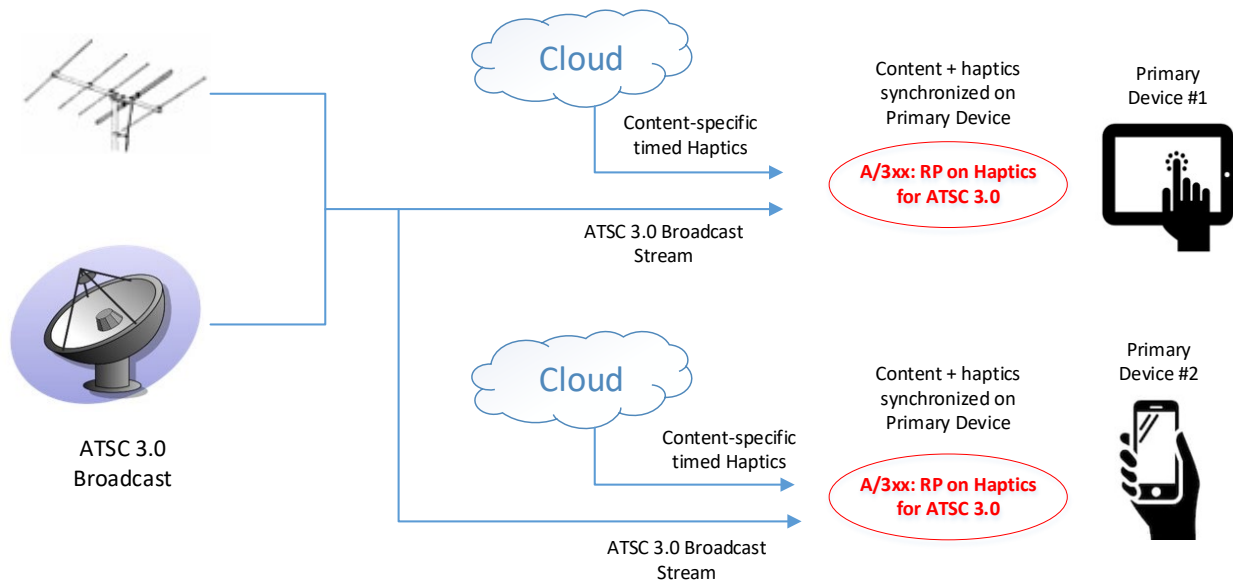 Cloud
Content-specific
timed Haptics
Content + haptics
synchronized on
Primary Device
Primary
Device #1
A/3xx: RP on Haptics
for ATSC 3.0
ATSC 3.0 Broadcast
Stream
ATSC 3.0
Broadcast
Cloud
Content-specific
timed Haptics
Content + haptics
synchronized on
Primary Device
Primary
Device #2
A/3xx: RP on Haptics
for ATSC 3.0
ATSC 3.0 Broadcast
Stream